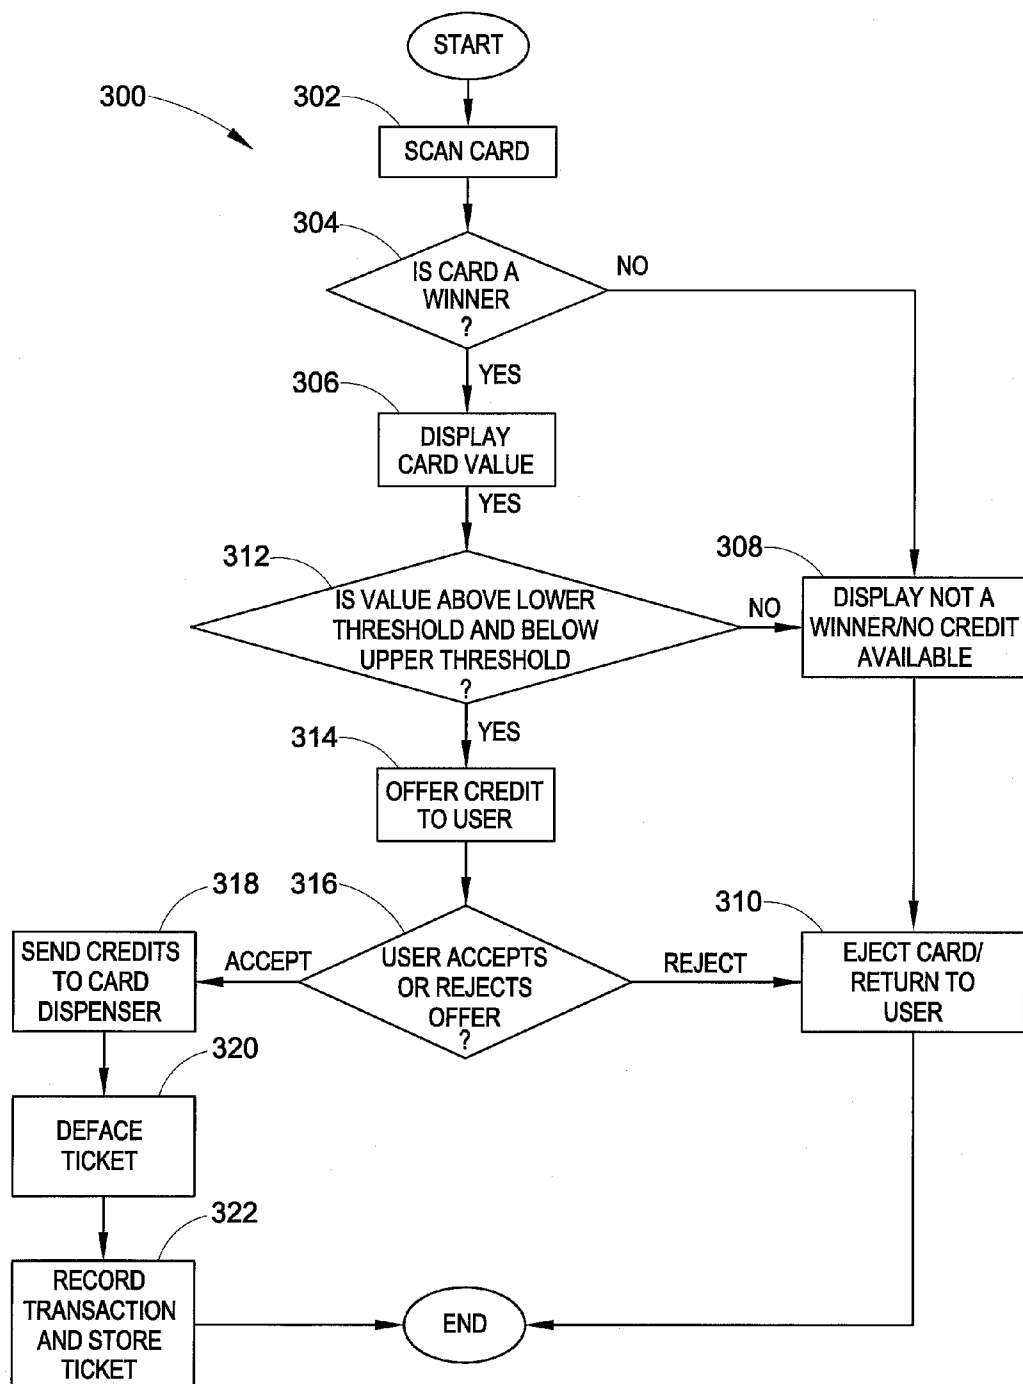 START
300
302
SCAN CARD
304
IS CARD A
WINNER
?
NO
YES
306
DISPLAY
CARD VALUE
YES
312
IS VALUE ABOVE LOWER
THRESHOLD AND BELOW
UPPER THRESHOLD
?
NO
308
DISPLAY NOT A
WINNER/NO CREDIT
AVAILABLE
YES
314
OFFER CREDIT
TO USER
318
SEND CREDITS
TO CARD
DISPENSER
ACCEPT
316
USER ACCEPTS
OR REJECTS
OFFER
?
REJECT
310
EJECT CARD/
RETURN TO
USER
320
DEFACE
TICKET
322
RECORD
TRANSACTION
AND STORE
TICKET
END